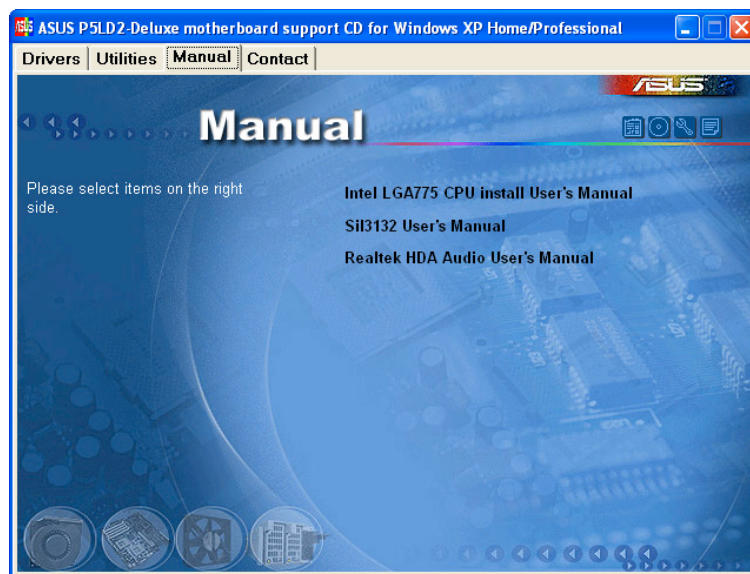 ASUS P5LD2-Deluxe motherboard support CD for Windows XP Home/Professional
Drivers Utilities Manual Contact
ASUS
Manual
Please select items on the right
side.
Intel LGA775 CPU install User's Manual
Sil3132 User's Manual
Realtek HDA Audio User's Manual